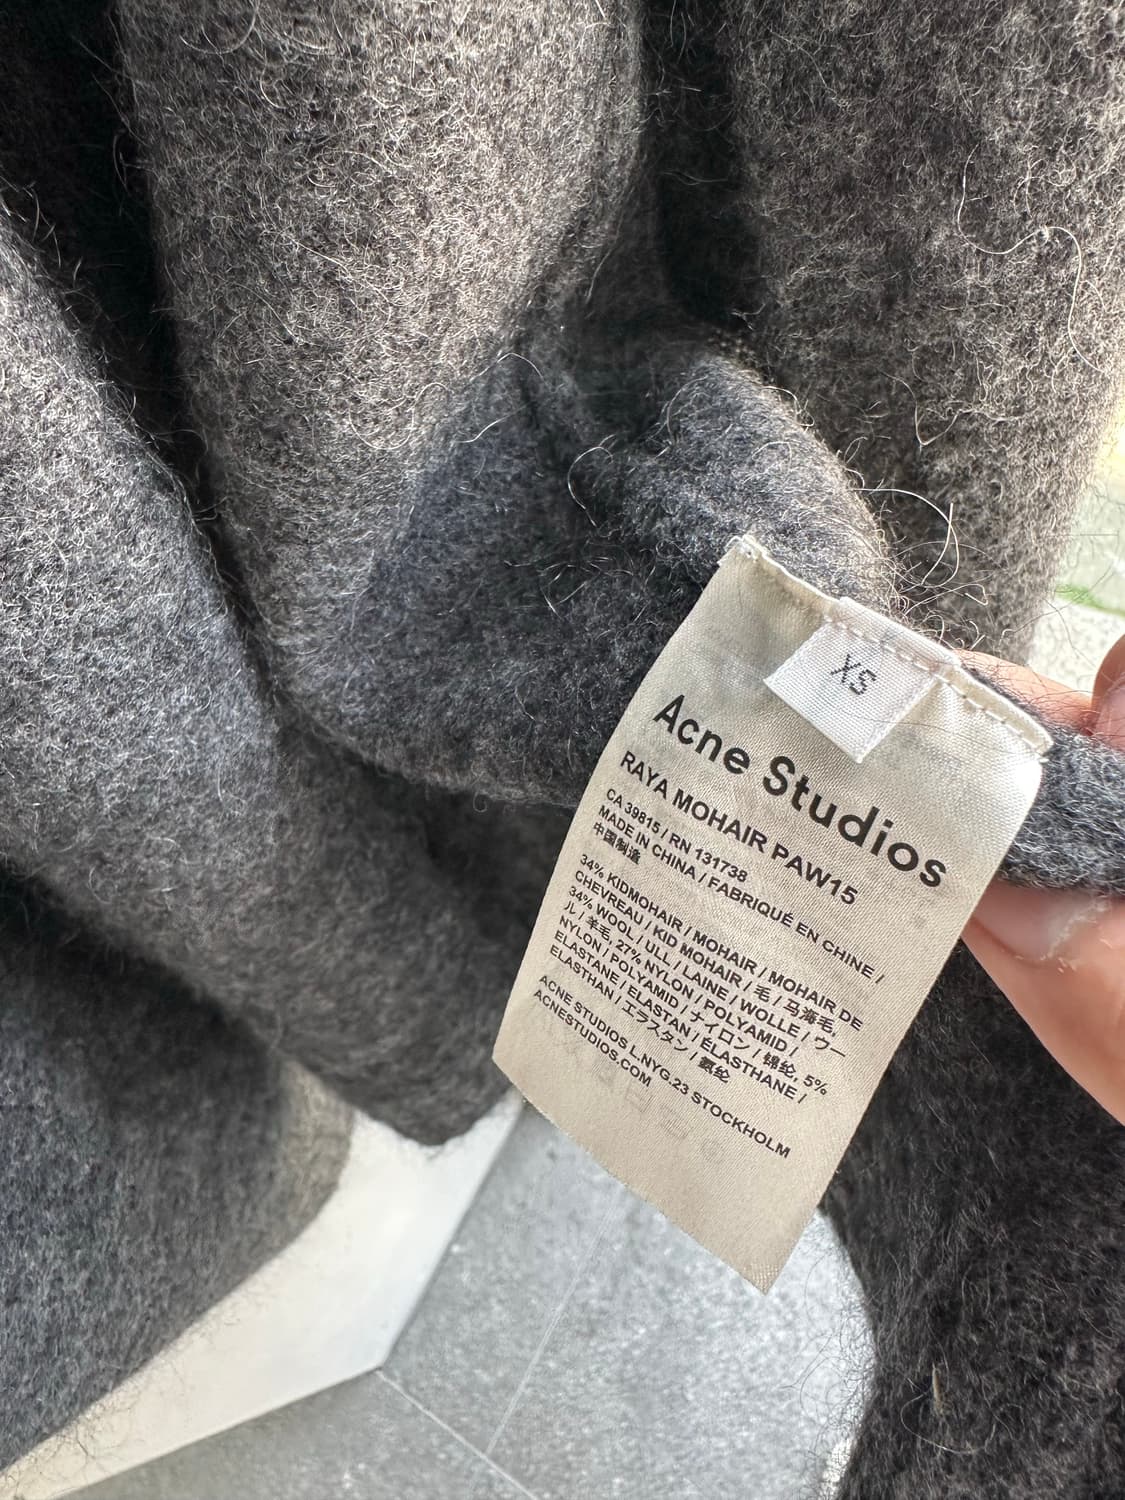 XS
Acne Studios
RAYA MOHAIR PAW15
CA 39815 / RN 131738
MADE IN CHINA / FABRIQUÉ EN CHINE /
中国制造
34% KIDMOHAIR / MOHAIR / MOHAIR DE
CHEVREAU / KID MOHAIR / 毛 / 马海毛,
34% WOOL / ULL / LAINE / WOLLE / ウー
ル / 羊毛, 27% NYLON / POLYAMID /
NYLON / POLYAMID / ナイロン / 锦纶, 5%
ELASTANE / ELASTAN / ÉLASTHANE /
ELASTHAN / エラスタン / 氨纶
ACNE STUDIOS L.NYG.23 STOCKHOLM
ACNESTUDIOS.COM